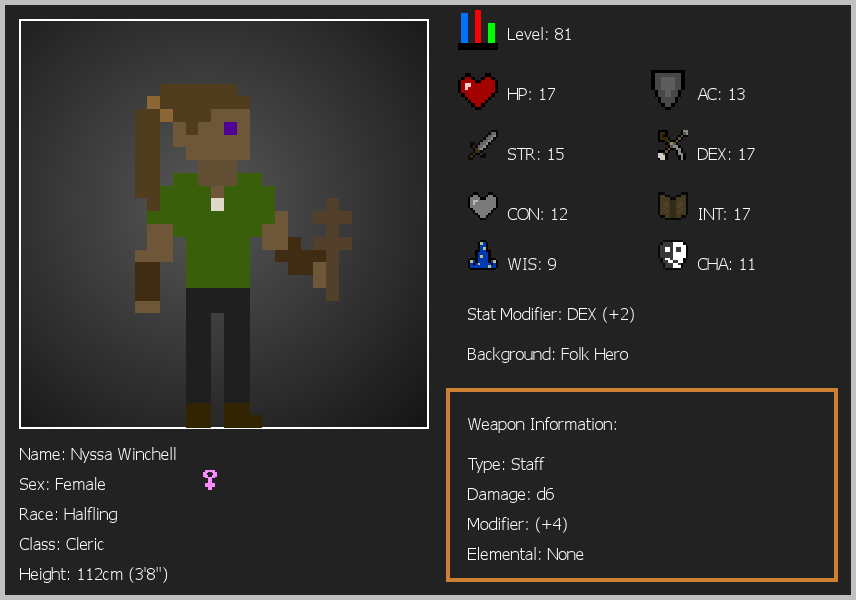 Level: 81
HP: 17
AC: 13
STR: 15
DEX: 17
CON: 12
INT: 17
WIS: 9
CHA: 11
Stat Modifier: DEX (+2)
Background: Folk Hero
Weapon Information:
Type: Staff
Damage: d6
Modifier: (+4)
Elemental: None
Name: Nyssa Winchell
Sex: Female
Race: Halfling
Class: Cleric
Height: 112cm (3'8")